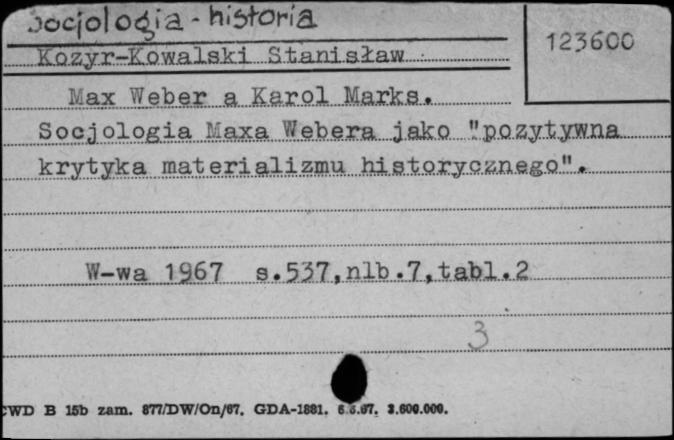 Socjologia - historia
123600
Kozyr-Kowalski Stanisław
Max Weber a Karol Marks.
Socjologia Maxa Webera jako "pozytywna
krytyka materializmu historycznego".
W-wa 1967 s.537,nlb.7,tabl.2
3
CWD B 15b zam. 877/DW/On/67. GDA-1881. 6.6.67. 3.600.000.